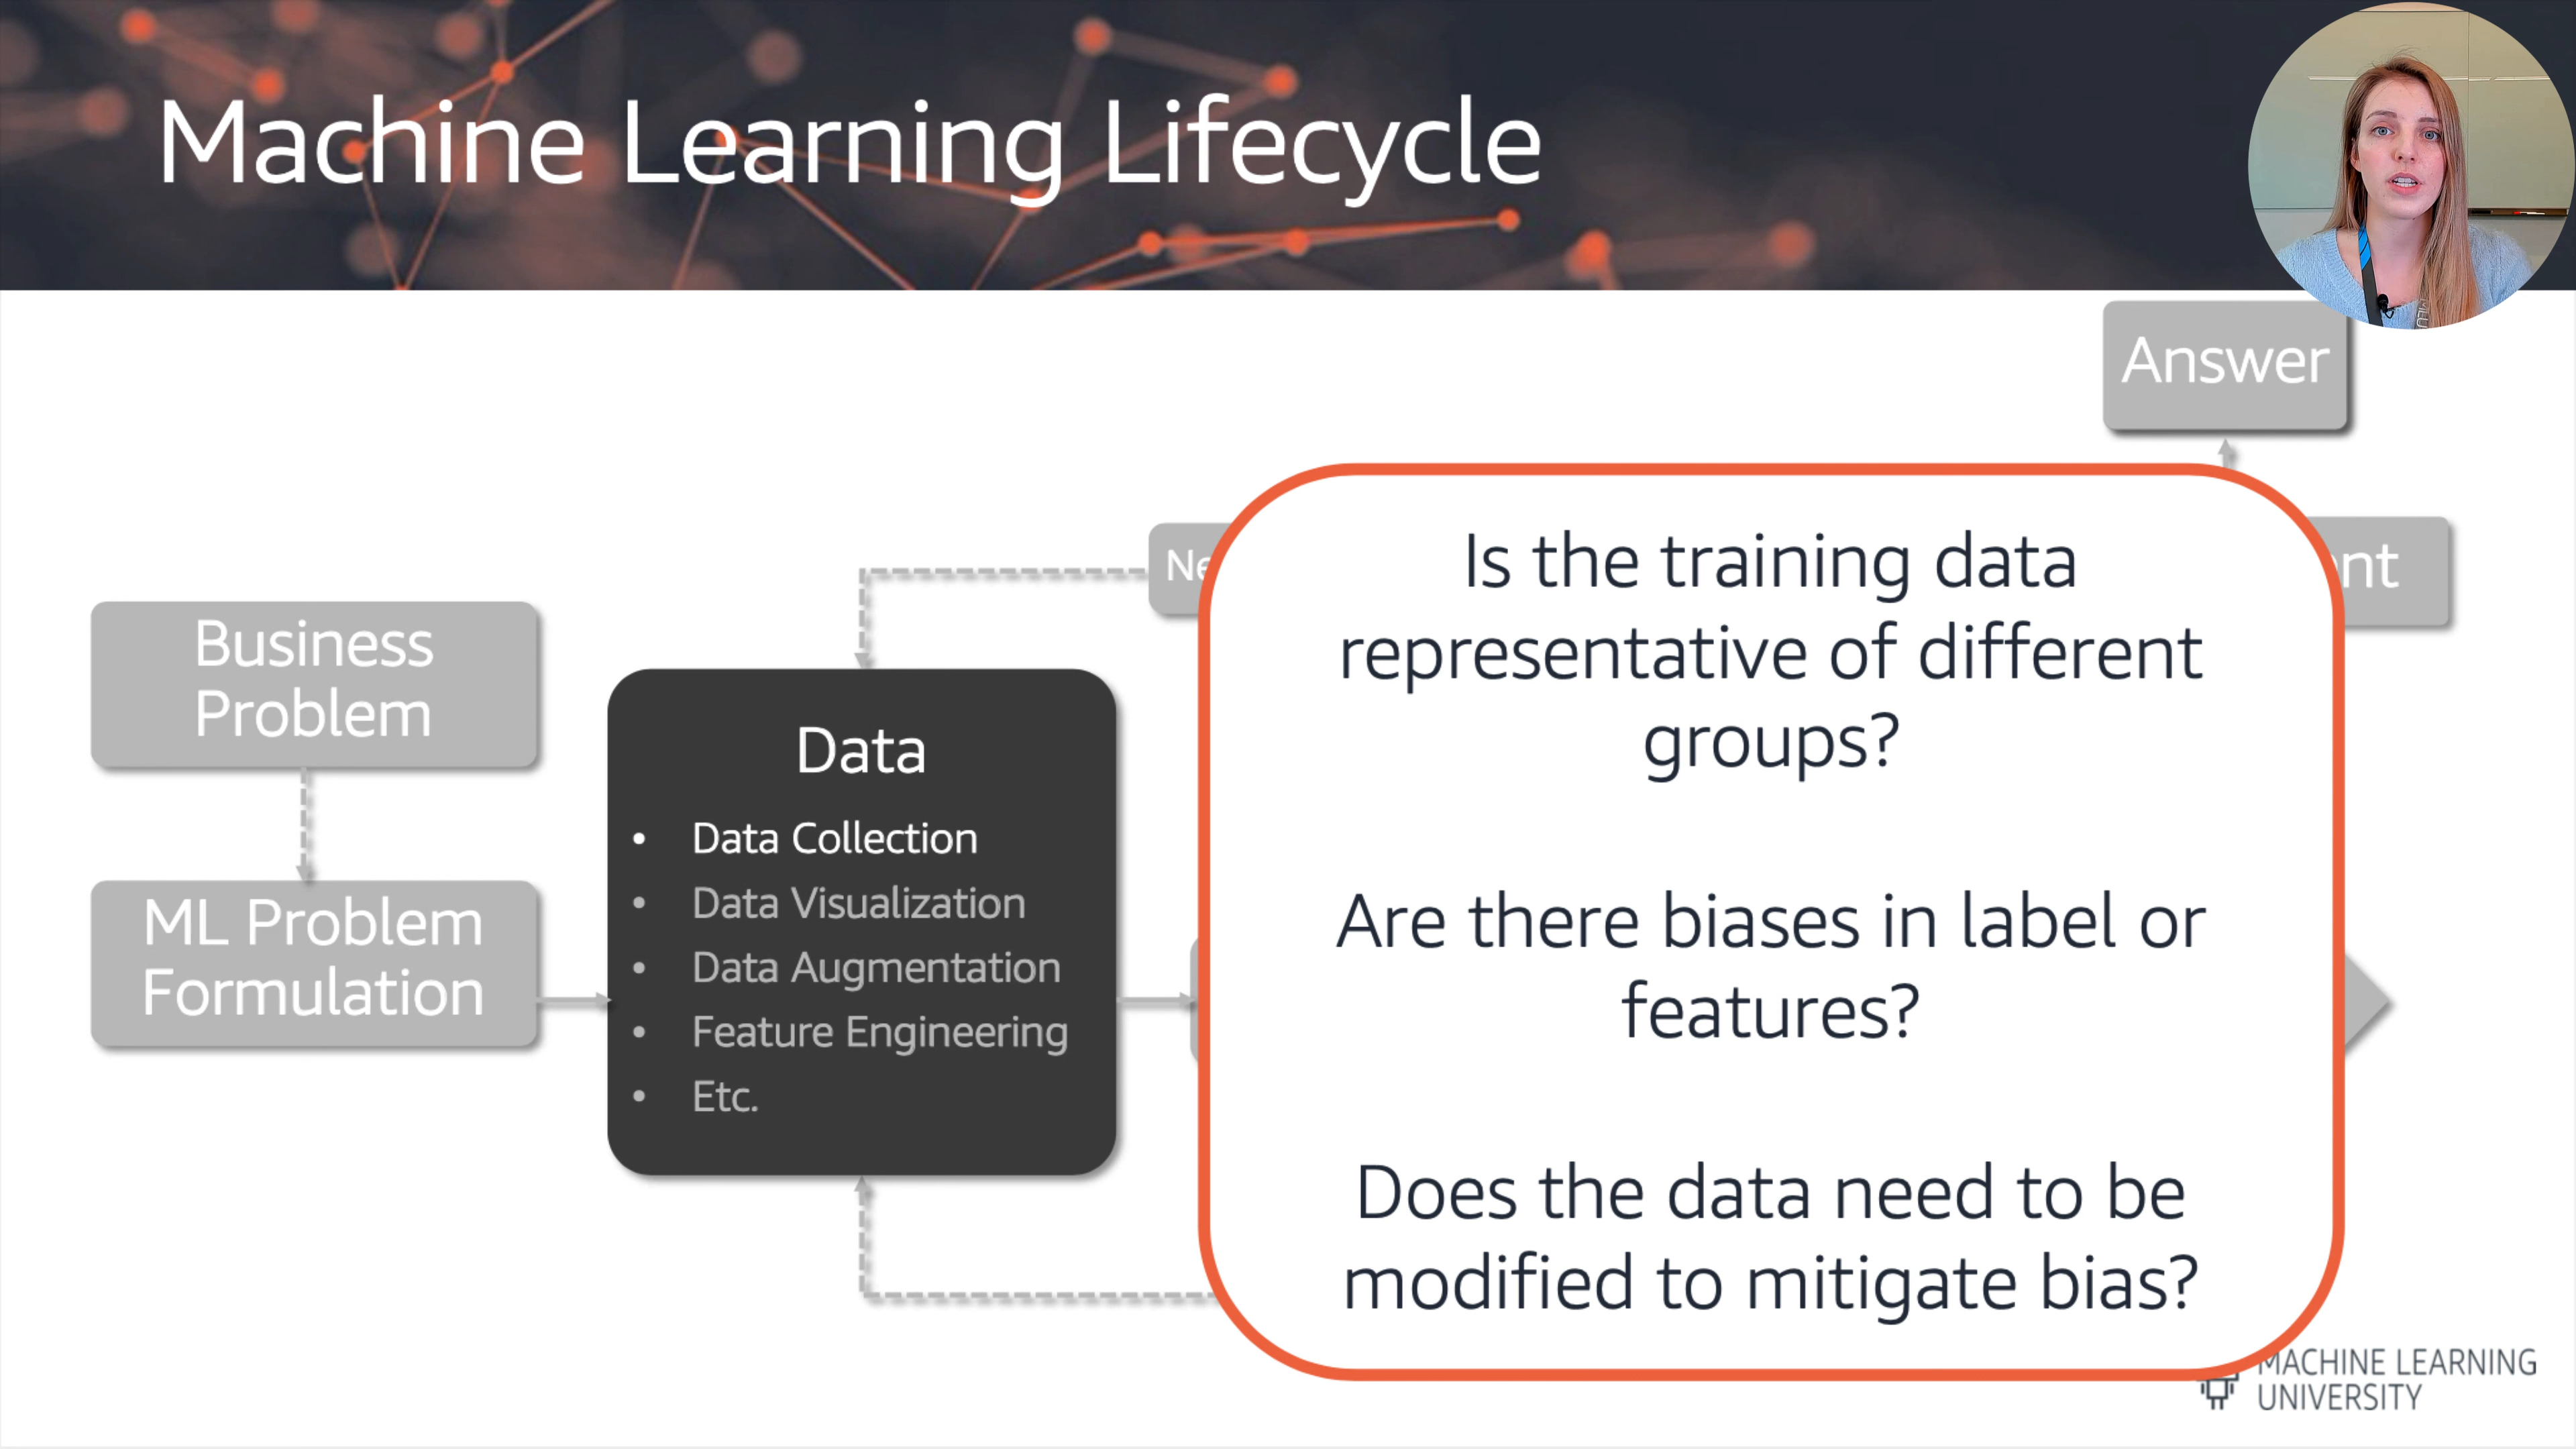 Machine Learning Lifecycle
Answer
Is the training data
representative of different
groups?
Are there biases in label or
features?
Does the data need to be
modified to mitigate bias?
Business
Problem
ML Problem
Formulation
Data
• Data Collection
• Data Visualization
• Data Augmentation
• Feature Engineering
• Etc.
MACHINE LEARNING
UNIVERSITY